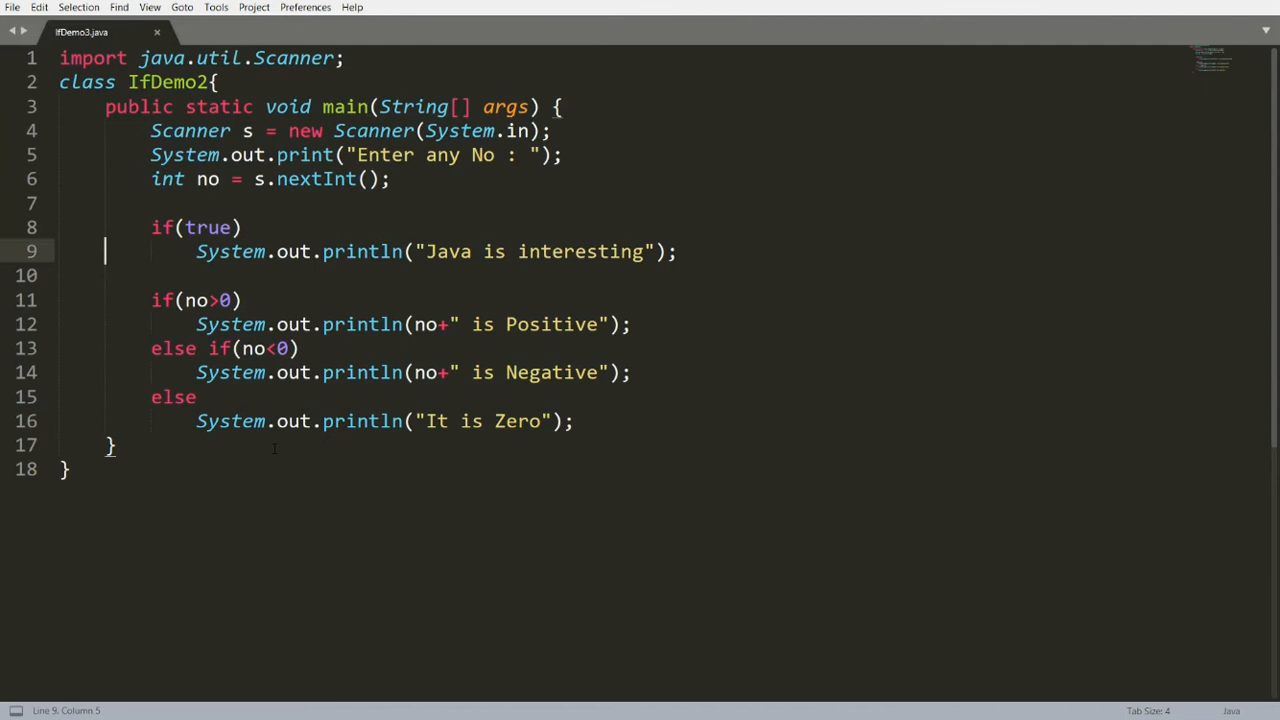 File Edit Selection Find View Goto Tools Project Preferences Help
IfDemo3.java ×
1 import java.util.Scanner;
2 class IfDemo2{
3 public static void main(String[] args) {
4 Scanner s = new Scanner(System.in);
5 System.out.print("Enter any No : ");
6 int no = s.nextInt();
7
8 if(true)
9 System.out.println("Java is interesting");
10
11 if(no>0)
12 System.out.println(no+" is Positive");
13 else if(no<0)
14 System.out.println(no+" is Negative");
15 else
16 System.out.println("It is Zero");
17 }
18 }
Line 9, Column 5 Tab Size: 4 Java